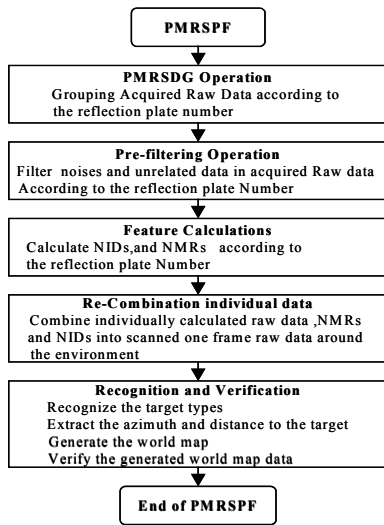 PMRSPF
PMRSDG Operation
Grouping Acquired Raw Data according to
the reflection plate number
Pre-filtering Operation
Filter noises and unrelated data in acquired Raw data
According to the reflection plate Number
Feature Calculations
Calculate NIDs,and NMRs according to
the reflection plate Number
Re-Combination individual data
Combine individually calculated raw data ,NMRs
and NIDs into scanned one frame raw data around
the environment
Recognition and Verification
Recognize the target types
Extract the azimuth and distance to the target
Generate the world map
Verify the generated world map data
End of PMRSPF